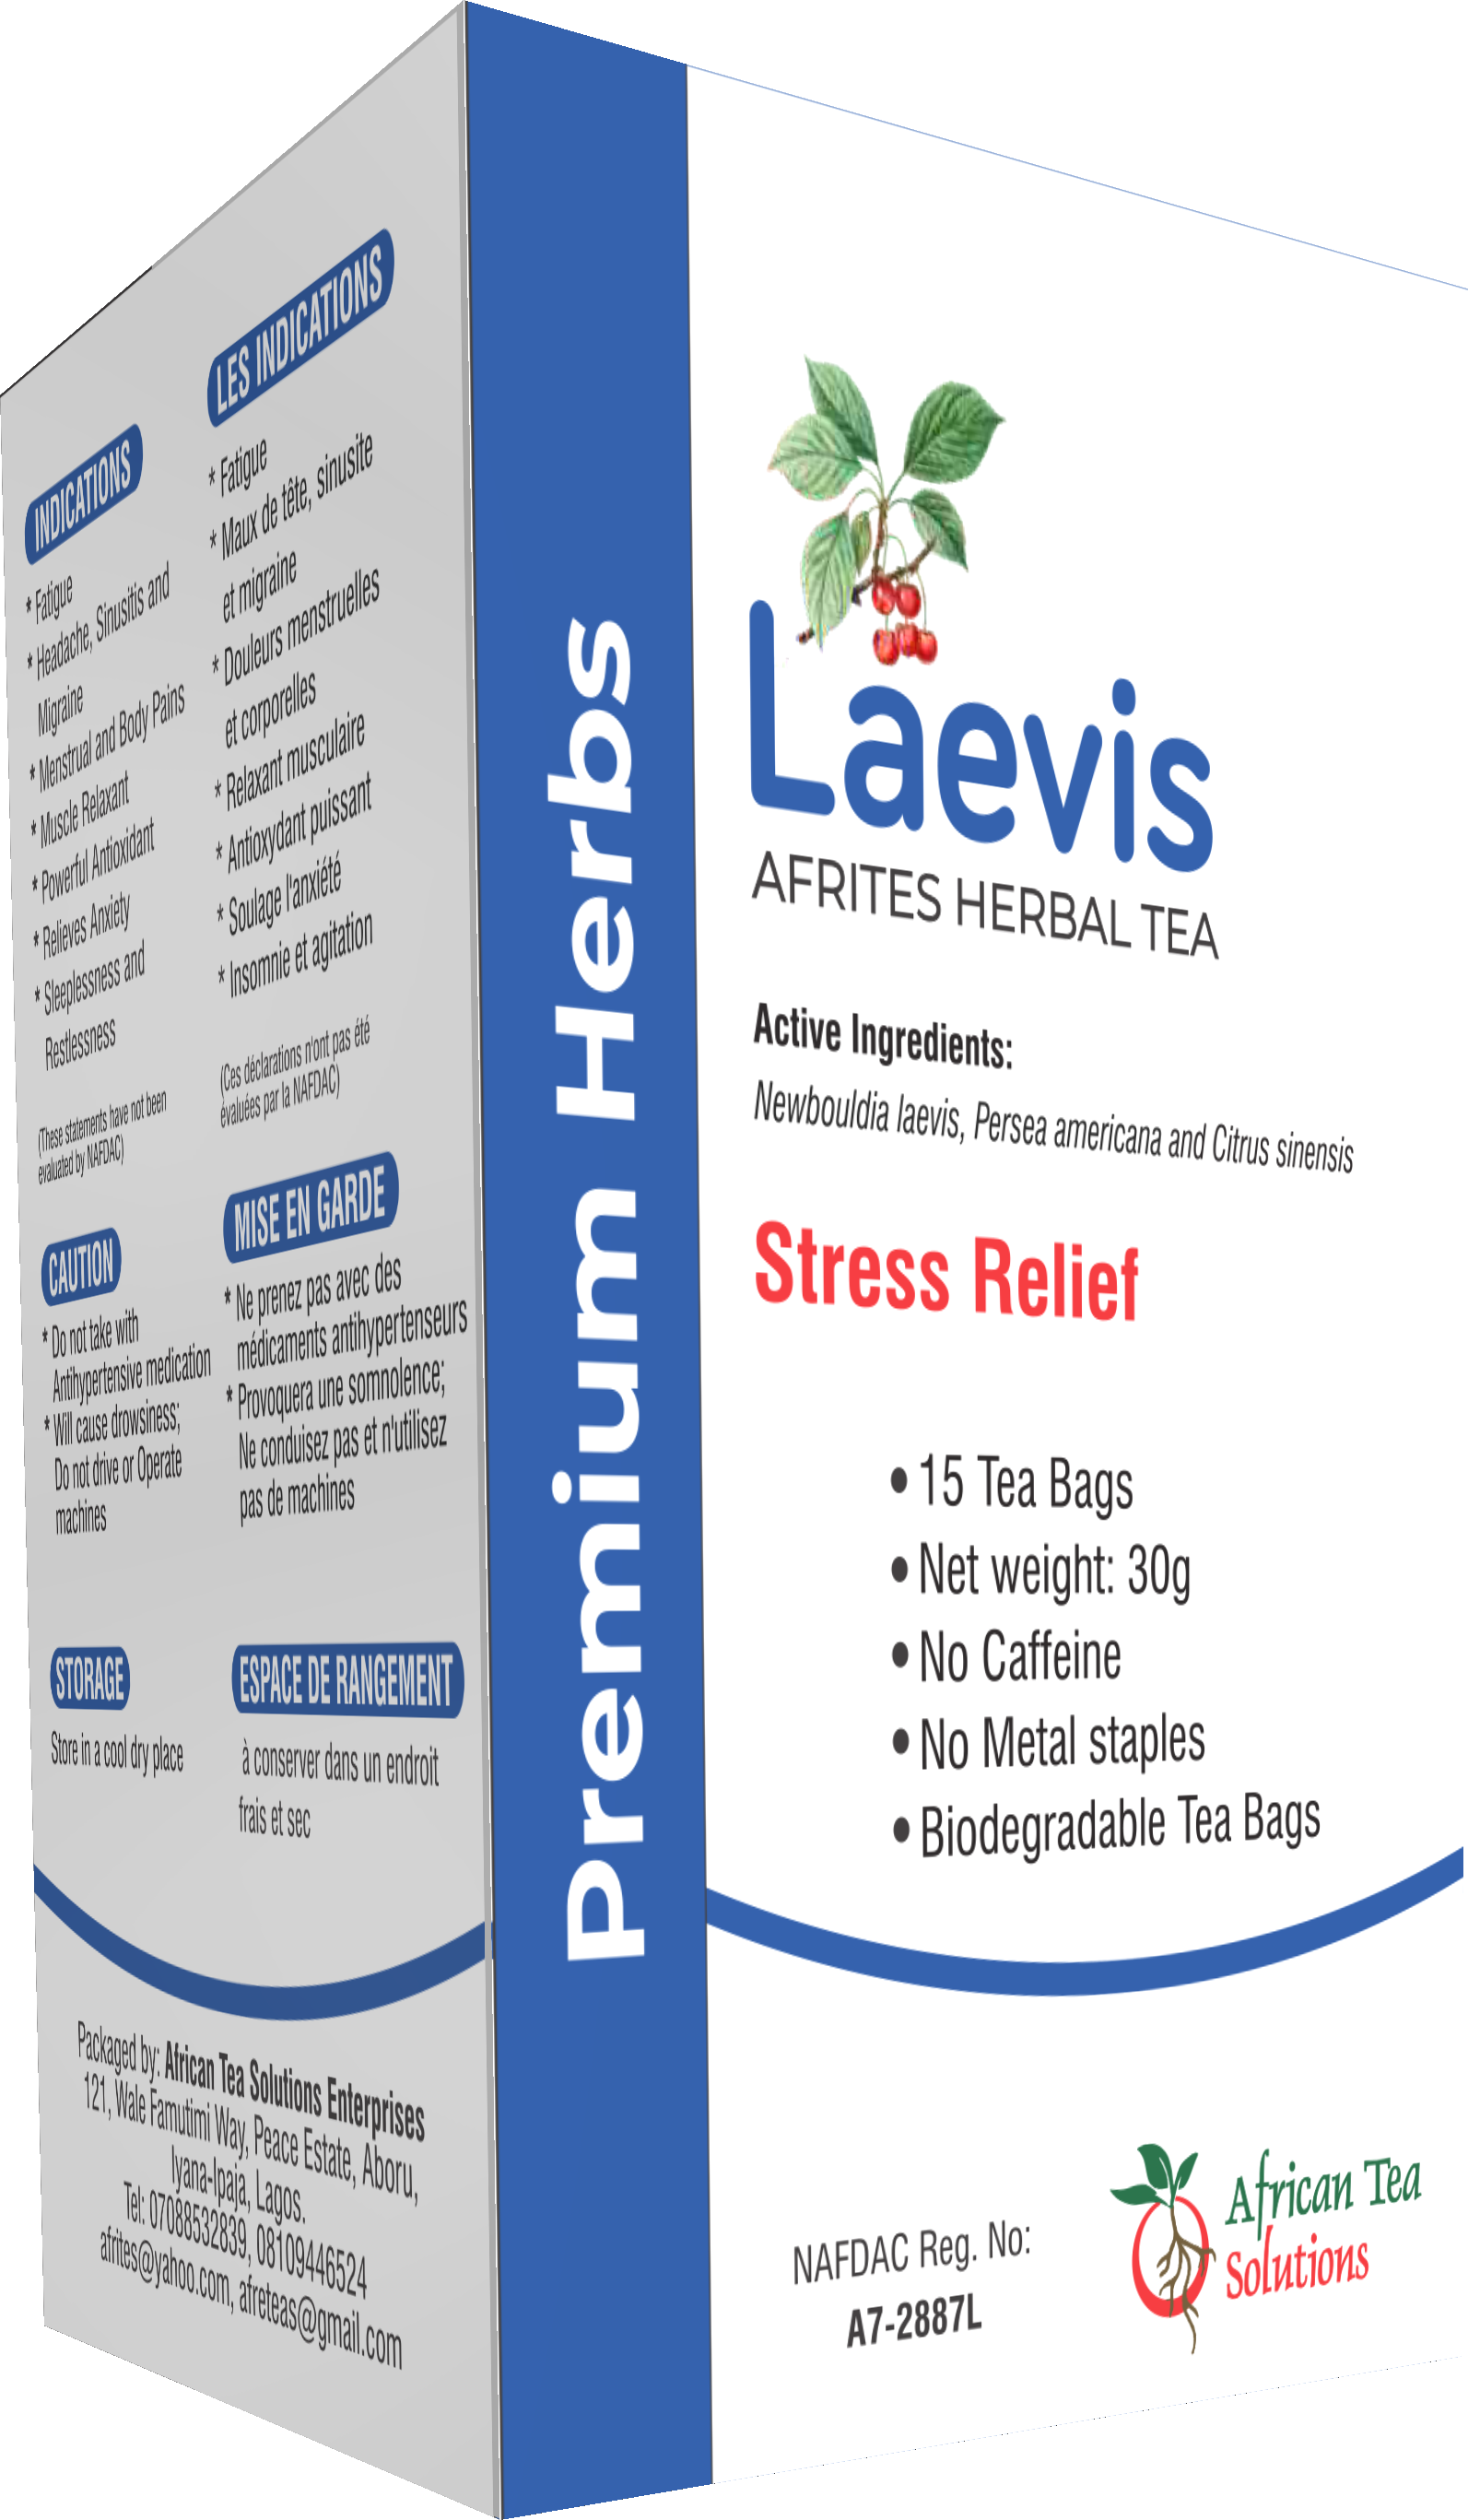 INDICATIONS
* Fatigue
* Headache, Sinusitis and
Migraine
* Menstrual and Body Pains
* Muscle Relaxant
* Powerful Antioxidant
* Relieves Anxiety
* Sleeplessness and
Restlessness
(These statements have not been
evaluated by NAFDAC)
CAUTION
* Do not take with
Antihypertensive medication
* Will cause drowsiness;
Do not drive or Operate
machines
STORAGE
Store in a cool dry place
LES INDICATIONS
* Fatigue
* Maux de tête, sinusite
et migraine
* Douleurs menstruelles
et corporelles
* Relaxant musculaire
* Antioxydant puissant
* Soulage l'anxiété
* Insomnie et agitation
(Ces déclarations n'ont pas été
évaluées par la NAFDAC)
MISE EN GARDE
* Ne prenez pas avec des
médicaments antihypertenseurs
* Provoquera une somnolence;
Ne conduisez pas et n'utilisez
pas de machines
ESPACE DE RANGEMENT
à conserver dans un endroit
frais et sec
Packaged by: African Tea Solutions Enterprises
121, Wale Famutimi Way, Peace Estate, Aboru,
Iyana-Ipaja, Lagos.
Tel: 07088532839, 08109446524
afrites@yahoo.com, afreteas@gmail.com
Premium Herbs
Laevis
AFRITES HERBAL TEA
Active Ingredients:
Newbouldia laevis, Persea americana and Citrus sinensis
Stress Relief
• 15 Tea Bags
• Net weight: 30g
• No Caffeine
• No Metal staples
• Biodegradable Tea Bags
NAFDAC Reg. No:
A7-2887L
African Tea
Solutions